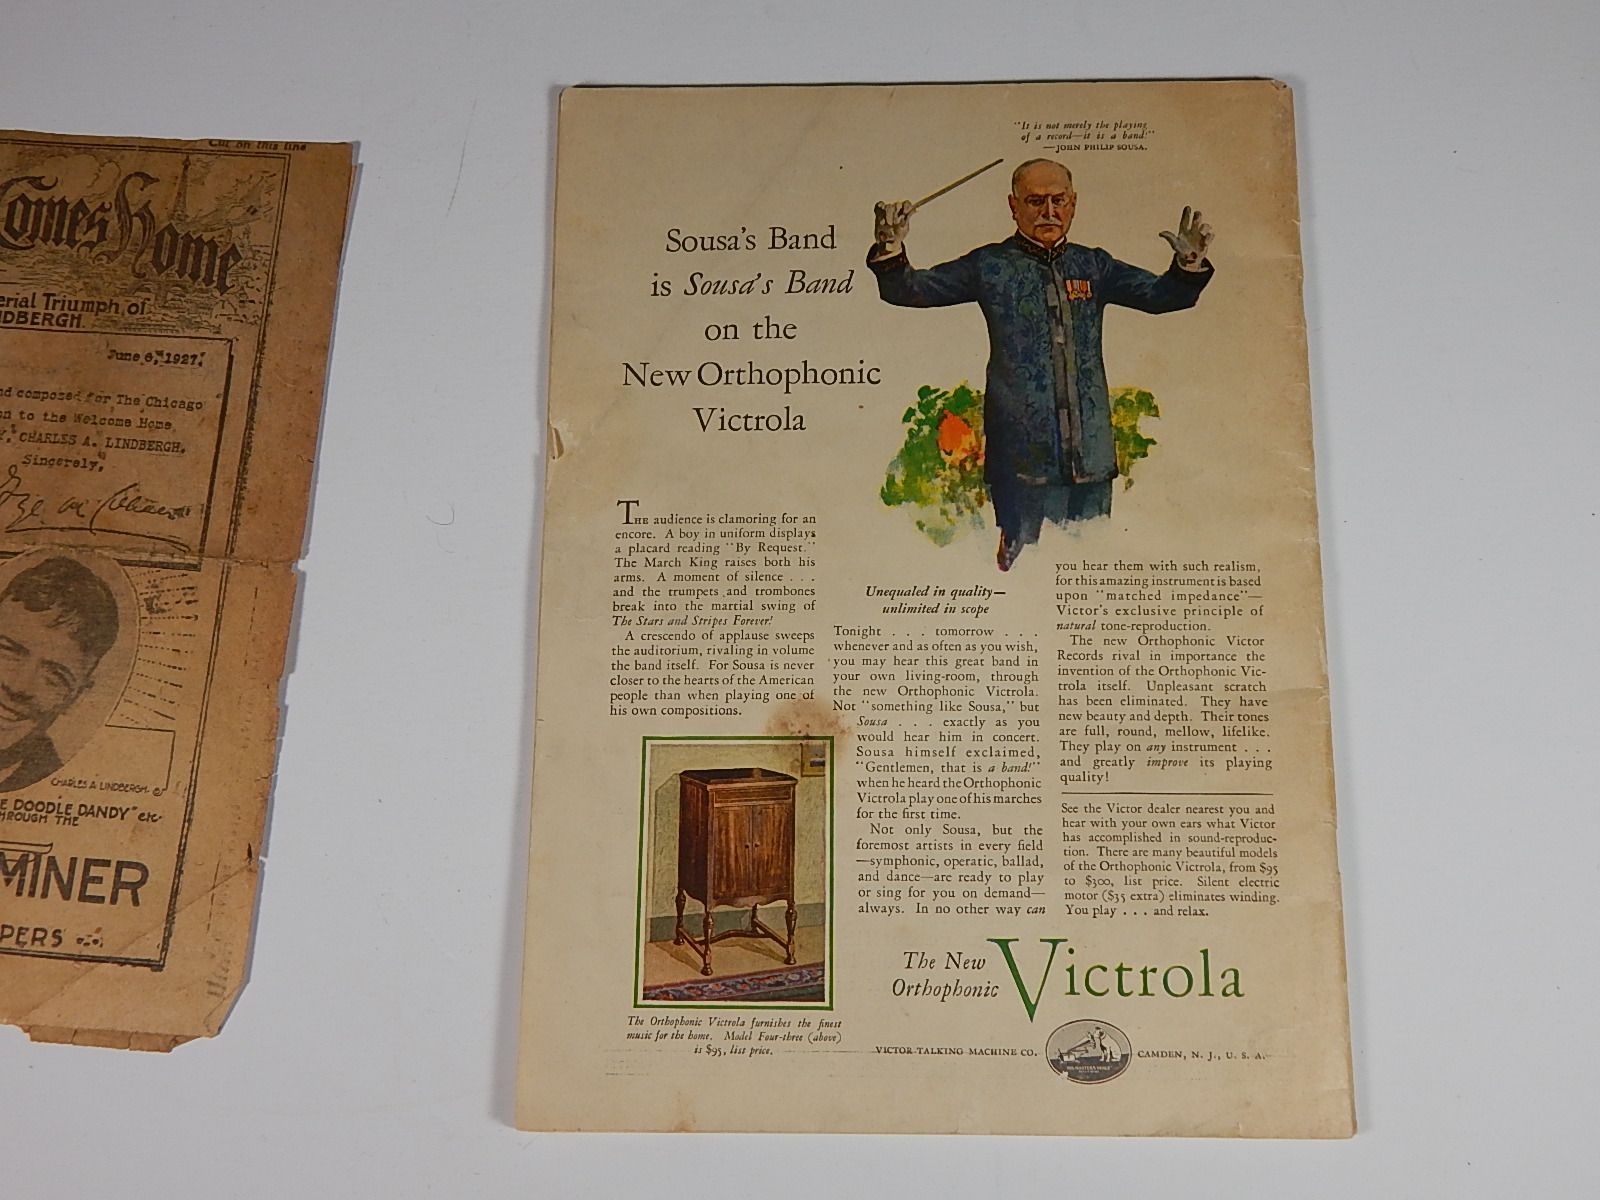 Cut on this line
Comes Home
erial Triumph of
NDBERGH.
June 6, 1927.
nd composed for The Chicago
on to the Welcome Home
Y, CHARLES A. LINDBERGH.
Sincerely,
CHARLES A LINDBERGH
E DOODLE DANDY" etc.
THROUGH THE
MINER
PERS
"It is not merely the playing
of a record—it is a band!"
—JOHN PHILIP SOUSA.
Sousa's Band
is Sousa's Band
on the
New Orthophonic
Victrola
THE audience is clamoring for an
encore. A boy in uniform displays
a placard reading "By Request."
The March King raises both his
arms. A moment of silence . . .
and the trumpets and trombones
break into the martial swing of
The Stars and Stripes Forever!
A crescendo of applause sweeps
the auditorium, rivaling in volume
the band itself. For Sousa is never
closer to the hearts of the American
people than when playing one of
his own compositions.
The Orthophonic Victrola furnishes the finest
music for the home. Model Four-three (above)
is $95, list price.
Unequaled in quality—
unlimited in scope
Tonight . . . tomorrow . . .
whenever and as often as you wish,
you may hear this great band in
your own living-room, through
the new Orthophonic Victrola.
Not "something like Sousa," but
Sousa . . . exactly as you
would hear him in concert.
Sousa himself exclaimed,
"Gentlemen, that is a band!"
when he heard the Orthophonic
Victrola play one of his marches
for the first time.
Not only Sousa, but the
foremost artists in every field
—symphonic, operatic, ballad,
and dance—are ready to play
or sing for you on demand—
always. In no other way can
you hear them with such realism,
for this amazing instrument is based
upon "matched impedance"—
Victor's exclusive principle of
natural tone-reproduction.
The new Orthophonic Victor
Records rival in importance the
invention of the Orthophonic Vic-
trola itself. Unpleasant scratch
has been eliminated. They have
new beauty and depth. Their tones
are full, round, mellow, lifelike.
They play on any instrument . . .
and greatly improve its playing
quality!
See the Victor dealer nearest you and
hear with your own ears what Victor
has accomplished in sound-reproduc-
tion. There are many beautiful models
of the Orthophonic Victrola, from $95
to $300, list price. Silent electric
motor ($35 extra) eliminates winding.
You play . . . and relax.
The New
Orthophonic Victrola
VICTOR TALKING MACHINE CO.
HIS MASTER'S VOICE
CAMDEN, N. J., U. S. A.